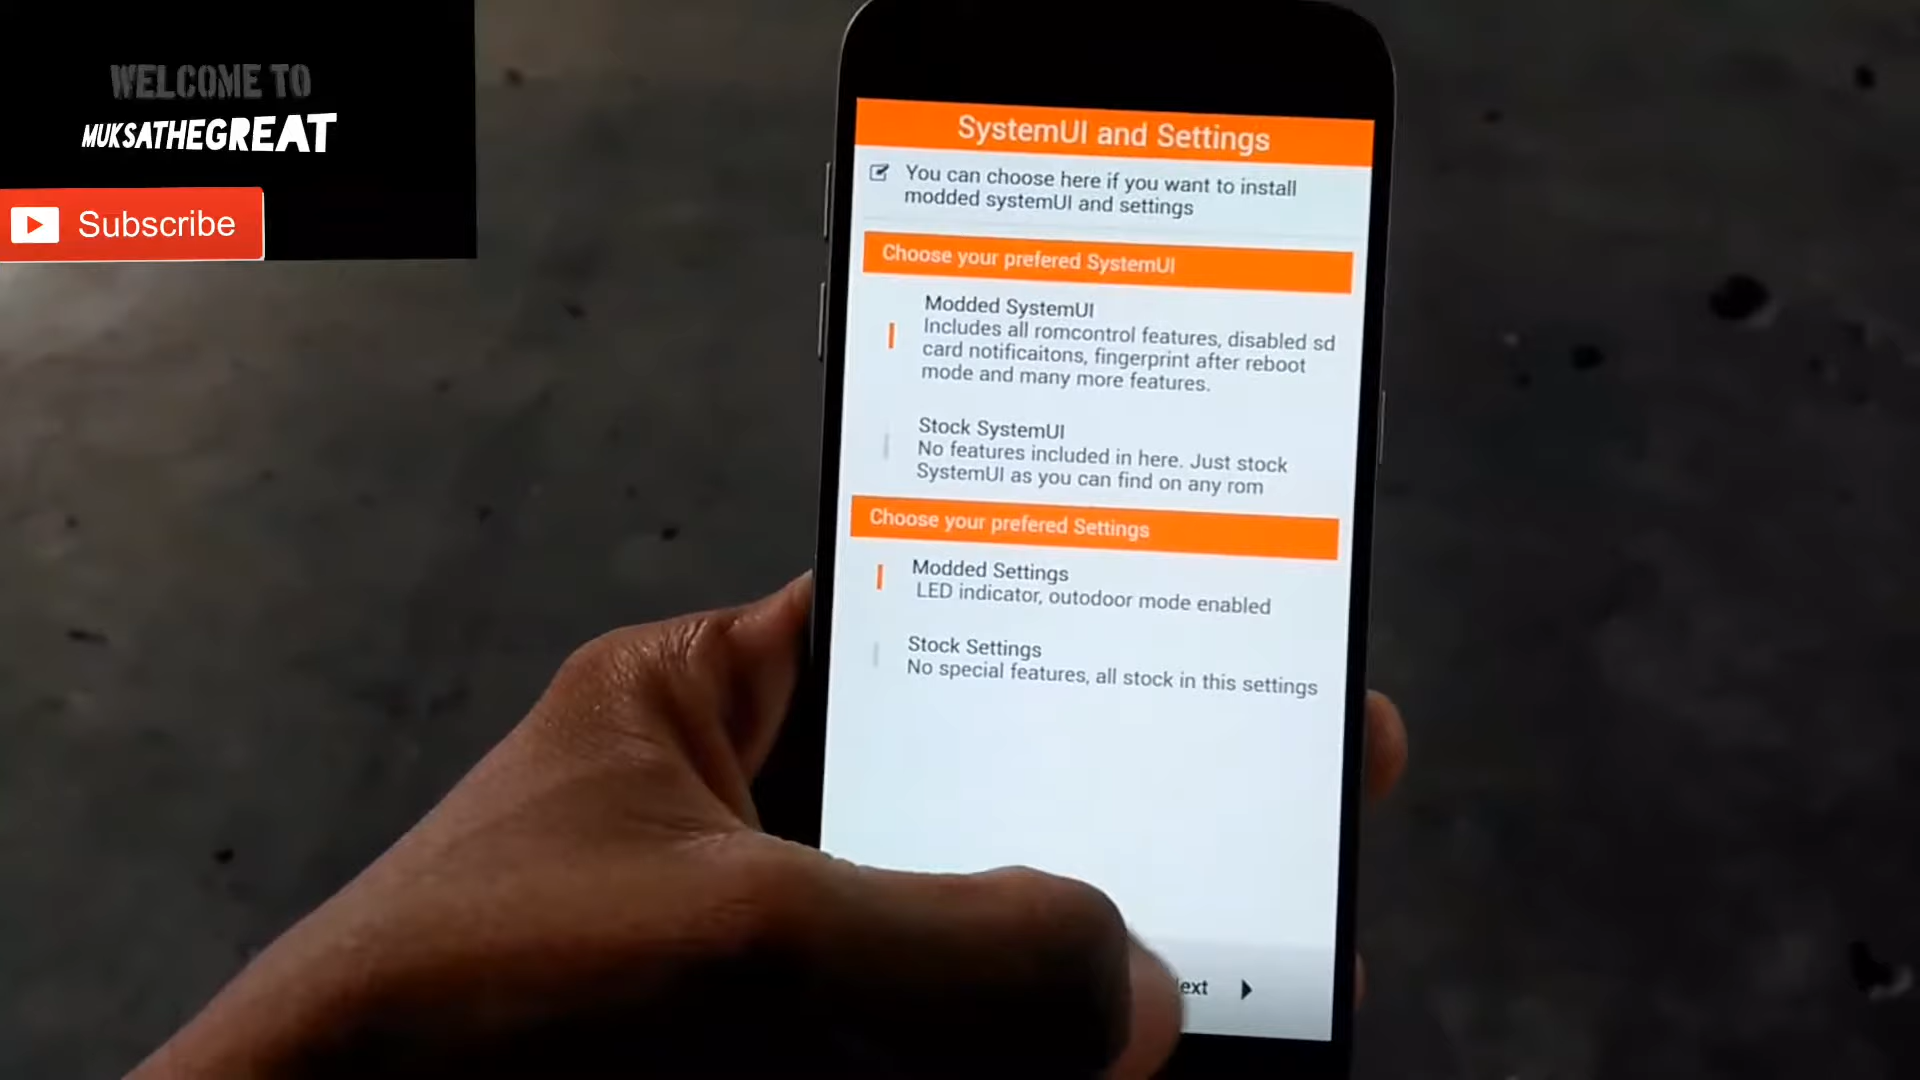 WELCOME TO
MUKSATHEGREAT
Subscribe
SystemUI and Settings
You can choose here if you want to install
modded systemUI and settings
Choose your prefered SystemUI
Modded SystemUI
Includes all romcontrol features, disabled sd
card notificaitons, fingerprint after reboot
mode and many more features.
Stock SystemUI
No features included in here. Just stock
SystemUI as you can find on any rom
Choose your prefered Settings
Modded Settings
LED indicator, outodoor mode enabled
Stock Settings
No special features, all stock in this settings
ext